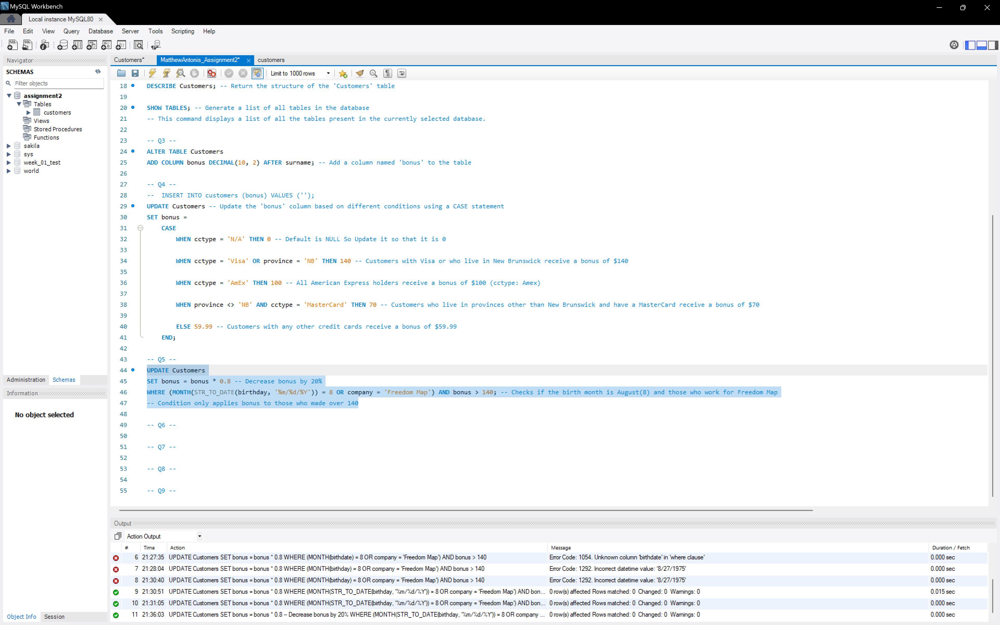 MySQL Workbench
Local instance MySQL80
File Edit View Query Database Server Tools Scripting Help
Navigator
SCHEMAS
Filter objects
assignment2
Tables
customers
Views
Stored Procedures
Functions
sakila
sys
week_01_test
world
Administration Schemas
Information
No object selected
Object Info Session
Customers* MatthewAntonis_Assignment2* customers
Limit to 1000 rows
18 DESCRIBE Customers; -- Return the structure of the 'Customers' table
19
20 SHOW TABLES; -- Generate a list of all tables in the database
21 -- This command displays a list of all the tables present in the currently selected database.
22
23 -- Q3 --
24 ALTER TABLE Customers
25 ADD COLUMN bonus DECIMAL(10, 2) AFTER surname; -- Add a column named 'bonus' to the table
26
27 -- Q4 --
28 -- INSERT INTO customers (bonus) VALUES ('');
29 UPDATE Customers -- Update the 'bonus' column based on different conditions using a CASE statement
30 SET bonus =
31 CASE
32 WHEN cctype = 'N/A' THEN 0 -- Default is NULL So Update it so that it is 0
33
34 WHEN cctype = 'Visa' OR province = 'NB' THEN 140 -- Customers with Visa or who live in New Brunswick receive a bonus of $140
35
36 WHEN cctype = 'AmEx' THEN 100 -- All American Express holders receive a bonus of $100 (cctype: Amex)
37
38 WHEN province <> 'NB' AND cctype = 'MasterCard' THEN 70 -- Customers who live in provinces other than New Brunswick and have a MasterCard receive a bonus of $70
39
40 ELSE 59.99 -- Customers with any other credit cards receive a bonus of $59.99
41 END;
42
43 -- Q5 --
44 UPDATE Customers
45 SET bonus = bonus * 0.8 -- Decrease bonus by 20%
46 WHERE (MONTH(STR_TO_DATE(birthday, '%m/%d/%Y')) = 8 OR company = 'Freedom Map') AND bonus > 140; -- Checks if the birth month is August(8) and those who work for Freedom Map
47 -- Condition only applies bonus to those who made over 140
48
49 -- Q6 --
50
51 -- Q7 --
52
53 -- Q8 --
54
55 -- Q9 --
Output
Action Output
# Time Action Message Duration / Fetch
6 21:27:35 UPDATE Customers SET bonus = bonus * 0.8 WHERE (MONTH(birthdate) = 8 OR company = 'Freedom Map') AND bonus > 140 Error Code: 1054. Unknown column 'birthdate' in 'where clause' 0.000 sec
7 21:28:04 UPDATE Customers SET bonus = bonus * 0.8 WHERE (MONTH(birthday) = 8 OR company = 'Freedom Map') AND bonus > 140 Error Code: 1292. Incorrect datetime value: '8/27/1975' 0.000 sec
8 21:30:40 UPDATE Customers SET bonus = bonus * 0.8 WHERE (MONTH(birthday) = 8 OR company = 'Freedom Map') AND bonus > 140 Error Code: 1292. Incorrect datetime value: '8/27/1975' 0.000 sec
9 21:30:51 UPDATE Customers SET bonus = bonus * 0.8 WHERE (MONTH(STR_TO_DATE(birthday, '%m/%d/%Y')) = 8 OR company = 'Freedom Map') AND bon... 0 row(s) affected Rows matched: 0 Changed: 0 Warnings: 0 0.015 sec
10 21:31:05 UPDATE Customers SET bonus = bonus * 0.8 WHERE (MONTH(STR_TO_DATE(birthday, '%m/%d/%Y')) = 8 OR company = 'Freedom Map') AND bon... 0 row(s) affected Rows matched: 0 Changed: 0 Warnings: 0 0.000 sec
11 21:36:03 UPDATE Customers SET bonus = bonus * 0.8 -- Decrease bonus by 20% WHERE (MONTH(STR_TO_DATE(birthday, '%m/%d/%Y')) = 8 OR company ... 0 row(s) affected Rows matched: 0 Changed: 0 Warnings: 0 0.000 sec